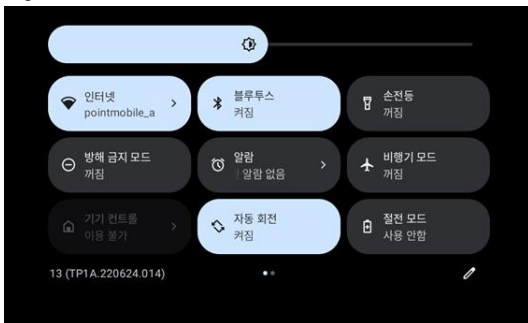 인터넷
pointmobile_a
블루투스
켜짐
손전등
꺼짐
방해 금지 모드
꺼짐
알람
알람 없음
비행기 모드
꺼짐
기기 컨트롤
이용 불가
자동 회전
켜짐
절전 모드
사용 안함
13 (TP1A.220624.014)